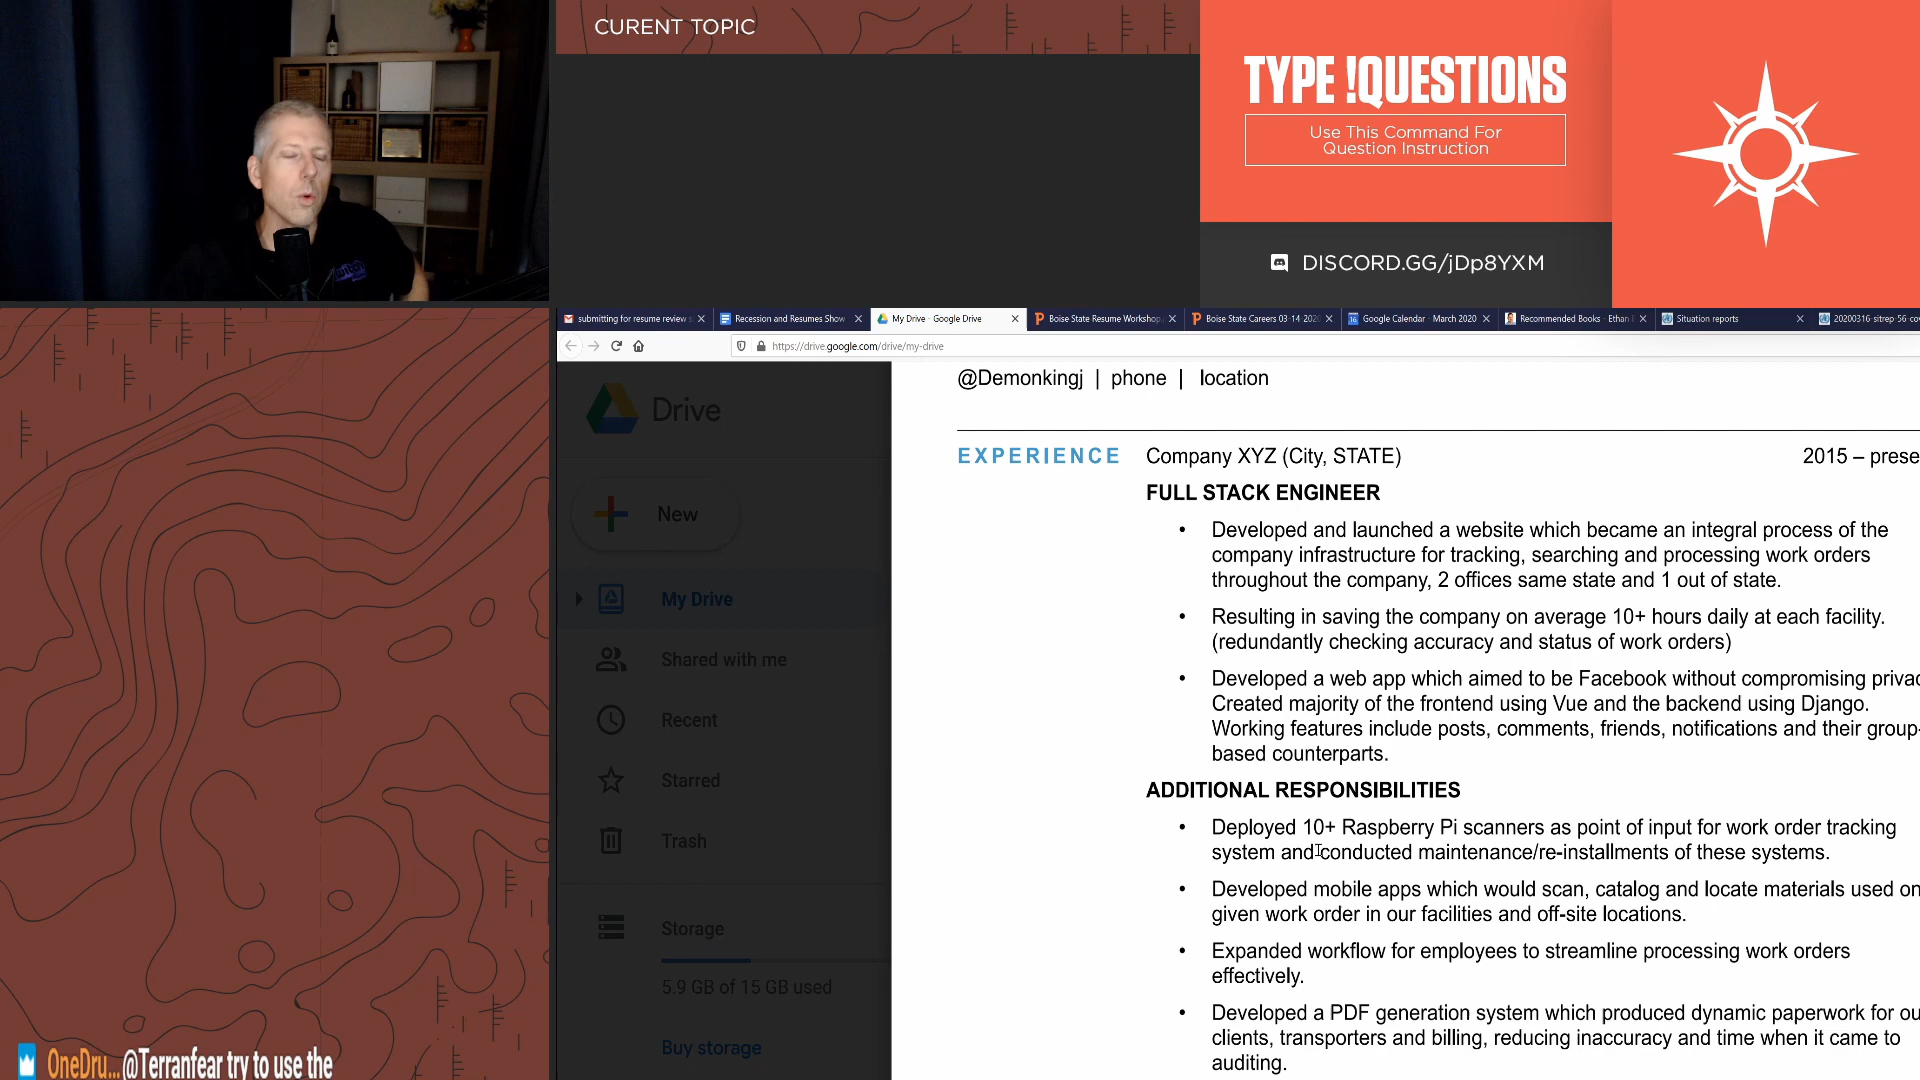 CURENT TOPIC
TYPE !QUESTIONS
Use This Command For
Question Instruction
DISCORD.GG/jDp8YXM
submitting for resume review
Recession and Resumes Show
My Drive - Google Drive
Boise State Resume Workshop
Boise State Careers 03-14 2020
Google Calendar - March 2020
Recommended Books - Ethan
Situation reports
20200316-sitrep-56-co
https://drive.google.com/drive/my-drive
Drive
New
My Drive
Shared with me
Recent
Starred
Trash
Storage
5.9 GB of 15 GB used
Buy storage
@Demonkingj | phone | location
EXPERIENCE
Company XYZ (City, STATE)
2015 – prese
FULL STACK ENGINEER
• Developed and launched a website which became an integral process of the
company infrastructure for tracking, searching and processing work orders
throughout the company, 2 offices same state and 1 out of state.
• Resulting in saving the company on average 10+ hours daily at each facility.
(redundantly checking accuracy and status of work orders)
• Developed a web app which aimed to be Facebook without compromising privac
Created majority of the frontend using Vue and the backend using Django.
Working features include posts, comments, friends, notifications and their group-
based counterparts.
ADDITIONAL RESPONSIBILITIES
• Deployed 10+ Raspberry Pi scanners as point of input for work order tracking
system and conducted maintenance/re-installments of these systems.
• Developed mobile apps which would scan, catalog and locate materials used on
given work order in our facilities and off-site locations.
• Expanded workflow for employees to streamline processing work orders
effectively.
• Developed a PDF generation system which produced dynamic paperwork for ou
clients, transporters and billing, reducing inaccuracy and time when it came to
auditing.
OneDru... @Terranfear try to use the